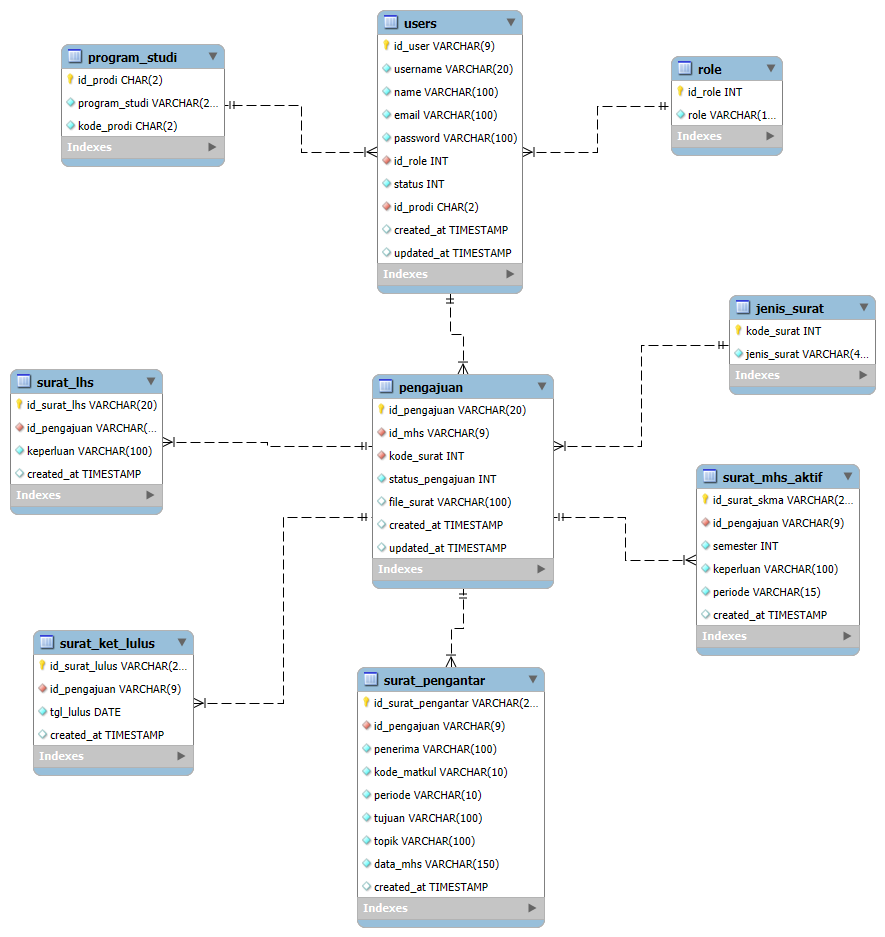 users
id_user VARCHAR(9)
username VARCHAR(20)
name VARCHAR(100)
email VARCHAR(100)
password VARCHAR(100)
id_role INT
status INT
id_prodi CHAR(2)
created_at TIMESTAMP
updated_at TIMESTAMP
Indexes
program_studi
id_prodi CHAR(2)
program_studi VARCHAR(2...
kode_prodi CHAR(2)
Indexes
role
id_role INT
role VARCHAR(1...
Indexes
jenis_surat
kode_surat INT
jenis_surat VARCHAR(4...
Indexes
surat_lhs
id_surat_lhs VARCHAR(20)
id_pengajuan VARCHAR(...
keperluan VARCHAR(100)
created_at TIMESTAMP
Indexes
pengajuan
id_pengajuan VARCHAR(20)
id_mhs VARCHAR(9)
kode_surat INT
status_pengajuan INT
file_surat VARCHAR(100)
created_at TIMESTAMP
updated_at TIMESTAMP
Indexes
surat_mhs_aktif
id_surat_skma VARCHAR(2...
id_pengajuan VARCHAR(9)
semester INT
keperluan VARCHAR(100)
periode VARCHAR(15)
created_at TIMESTAMP
Indexes
surat_ket_lulus
id_surat_lulus VARCHAR(2...
id_pengajuan VARCHAR(9)
tgl_lulus DATE
created_at TIMESTAMP
Indexes
surat_pengantar
id_surat_pengantar VARCHAR(2...
id_pengajuan VARCHAR(9)
penerima VARCHAR(100)
kode_matkul VARCHAR(10)
periode VARCHAR(10)
tujuan VARCHAR(100)
topik VARCHAR(100)
data_mhs VARCHAR(150)
created_at TIMESTAMP
Indexes